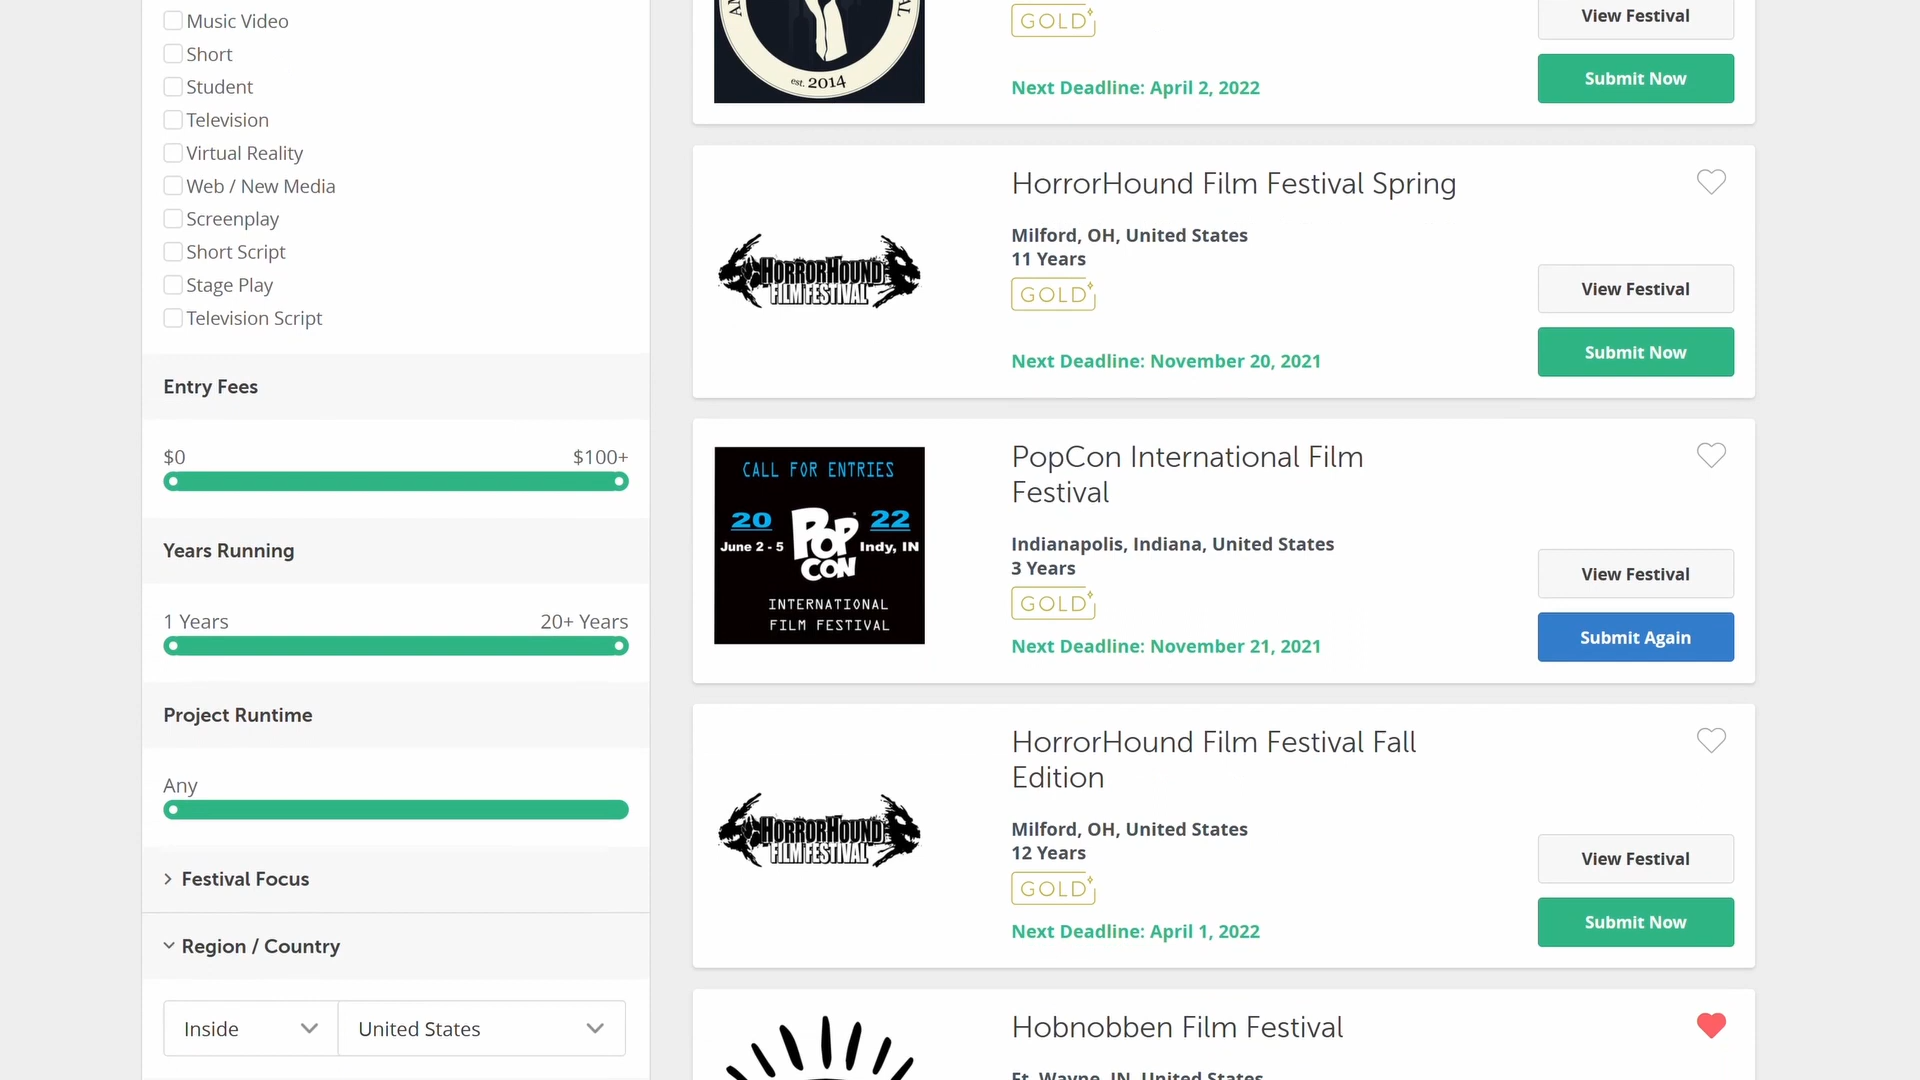 Music Video
Short
Student
Television
Virtual Reality
Web / New Media
Screenplay
Short Script
Stage Play
Television Script
Entry Fees
$0
$100+
Years Running
1 Years
20+ Years
Project Runtime
Any
Festival Focus
Region / Country
Inside
United States
est. 2014
GOLD
Next Deadline: April 2, 2022
View Festival
Submit Now
HORRORHOUND
FILM FESTIVAL
HorrorHound Film Festival Spring
Milford, OH, United States
11 Years
GOLD
Next Deadline: November 20, 2021
View Festival
Submit Now
CALL FOR ENTRIES
20 22
June 2 - 5 POP CON Indy, IN
INTERNATIONAL
FILM FESTIVAL
PopCon International Film
Festival
Indianapolis, Indiana, United States
3 Years
GOLD
Next Deadline: November 21, 2021
View Festival
Submit Again
HORRORHOUND
FILM FESTIVAL
HorrorHound Film Festival Fall
Edition
Milford, OH, United States
12 Years
GOLD
Next Deadline: April 1, 2022
View Festival
Submit Now
Hobnobben Film Festival
Ft. Wayne, IN, United States